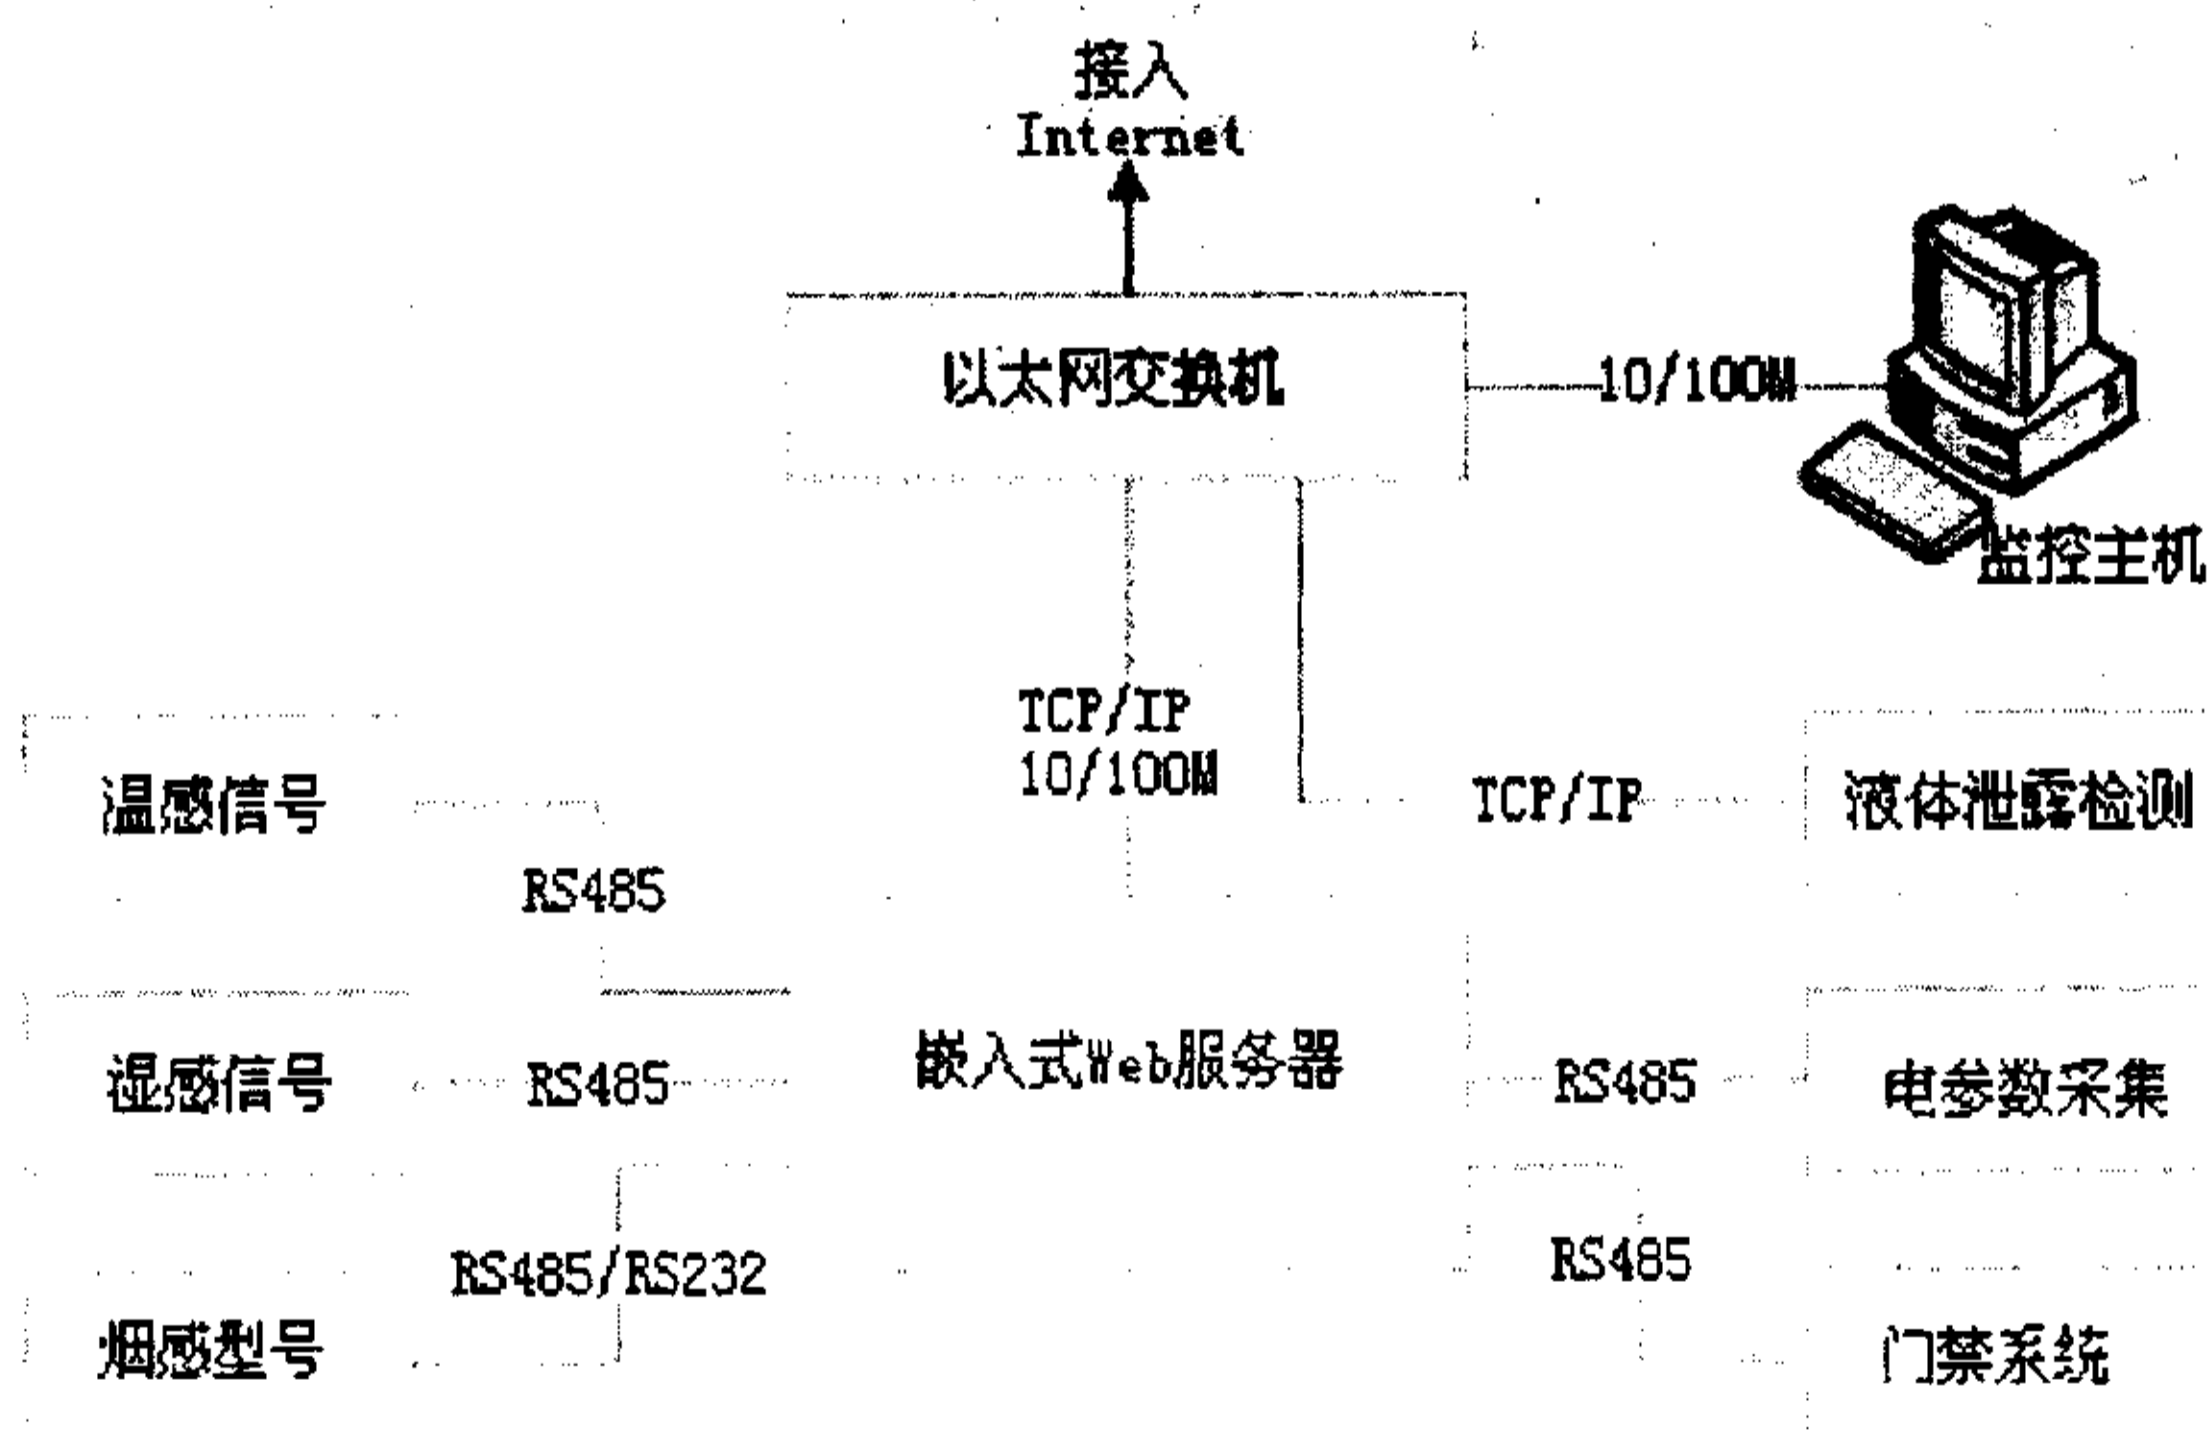 接入
Internet
以太网交换机
10/100M
监控主机
TCP/IP
10/100M
温感信号
TCP/IP
液体泄露检测
RS485
湿感信号
RS485
嵌入式Web服务器
RS485
电参数采集
RS485/RS232
RS485
烟感型号
门禁系统